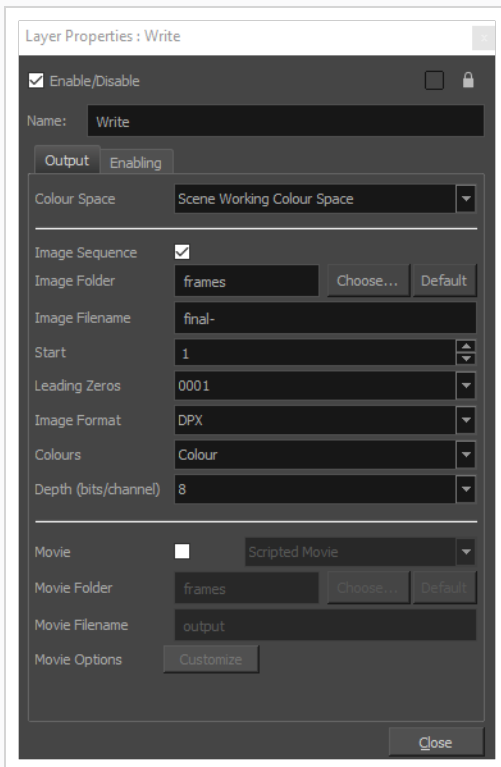 Layer Properties : Write
x
Enable/Disable
Name: Write
Output Enabling
Colour Space Scene Working Colour Space
Image Sequence
Image Folder frames Choose... Default
Image Filename final-
Start 1
Leading Zeros 0001
Image Format DPX
Colours Colour
Depth (bits/channel) 8
Movie Scripted Movie
Movie Folder frames Choose... Default
Movie Filename output
Movie Options Customize
Close